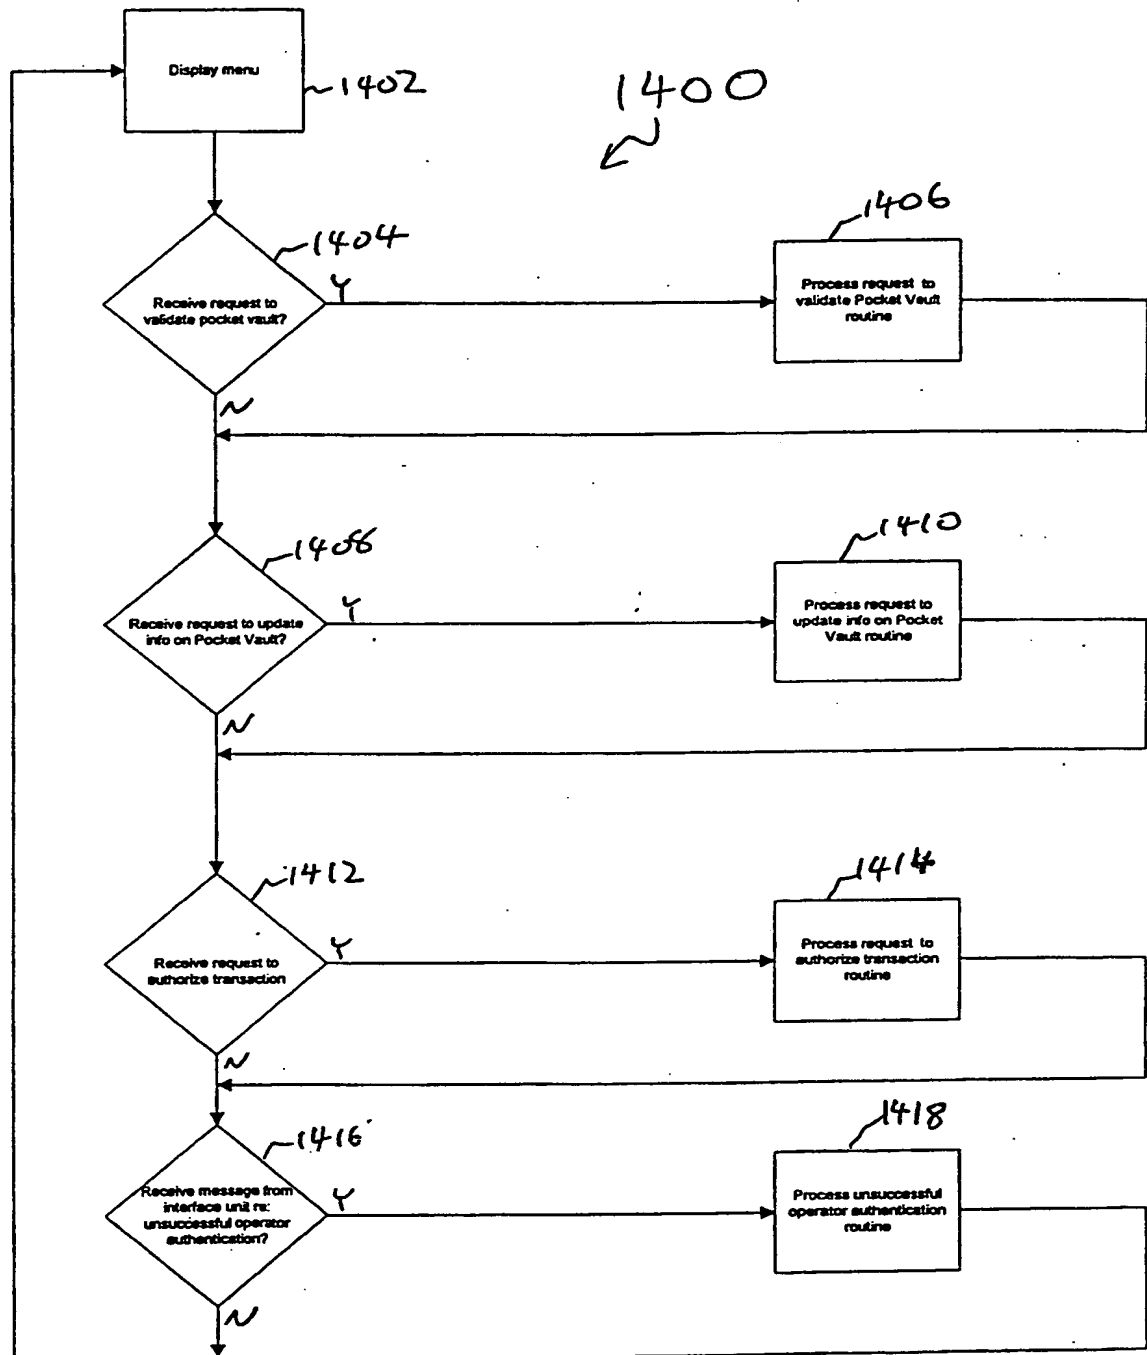 Display menu
1402
1400
1404
Receive request to
validate pocket vault?
Y
N
1406
Process request to
validate Pocket Vault
routine
1408
Receive request to update
info on Pocket Vault?
Y
N
1410
Process request to
update info on Pocket
Vault routine
1412
Receive request to
authorize transaction
Y
N
1414
Process request to
authorize transaction
routine
1416
Receive message from
interface unit re:
unsuccessful operator
authentication?
Y
N
1418
Process unsuccessful
operator authentication
routine